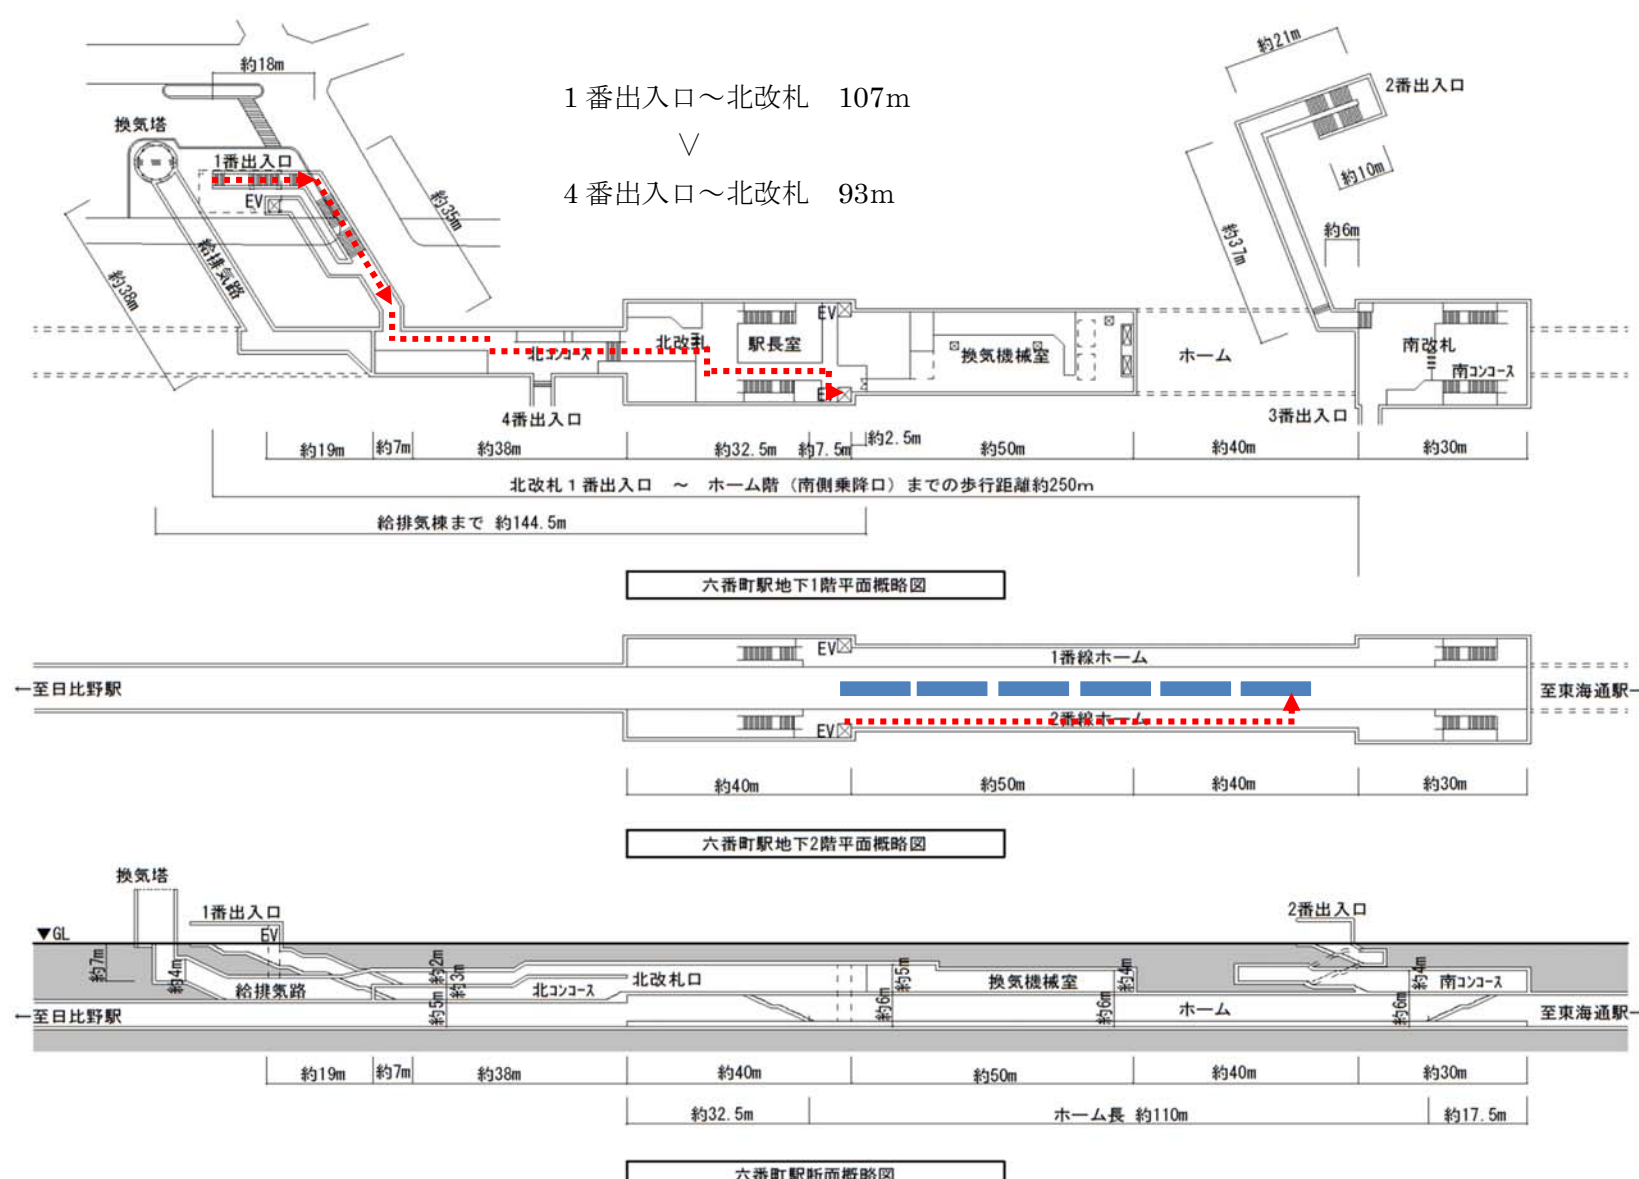 約18m
1番出入口～北改札　107m
∨
4番出入口～北改札　93m
約21m
2番出入口
換気塔
1番出入口
EV
約10m
約35m
約37m
約6m
給排気路
約38m
EV
北改札
駅長室
北コンコース
換気機械室
ホーム
南改札
南コンコース
EV
4番出入口
3番出入口
約19m
約7m
約38m
約32.5m
約7.5m
約2.5m
約50m
約40m
約30m
北改札1番出入口　～　ホーム階（南側乗降口）までの歩行距離約250m
給排気棟まで 約144.5m
六番町駅地下1階平面概略図
EV
1番線ホーム
←至日比野駅
至東海通駅→
2番線ホーム
EV
約40m
約50m
約40m
約30m
六番町駅地下2階平面概略図
換気塔
1番出入口
2番出入口
▼GL
EV
約7m
約4m
約2m
約3m
約5m
給排気路
北コンコース
北改札口
約5m
約6m
換気機械室
約4m
約6m
ホーム
約4m
約6m
南コンコース
←至日比野駅
至東海通駅→
約19m
約7m
約38m
約40m
約50m
約40m
約30m
約32.5m
ホーム長 約110m
約17.5m
六番町駅断面概略図